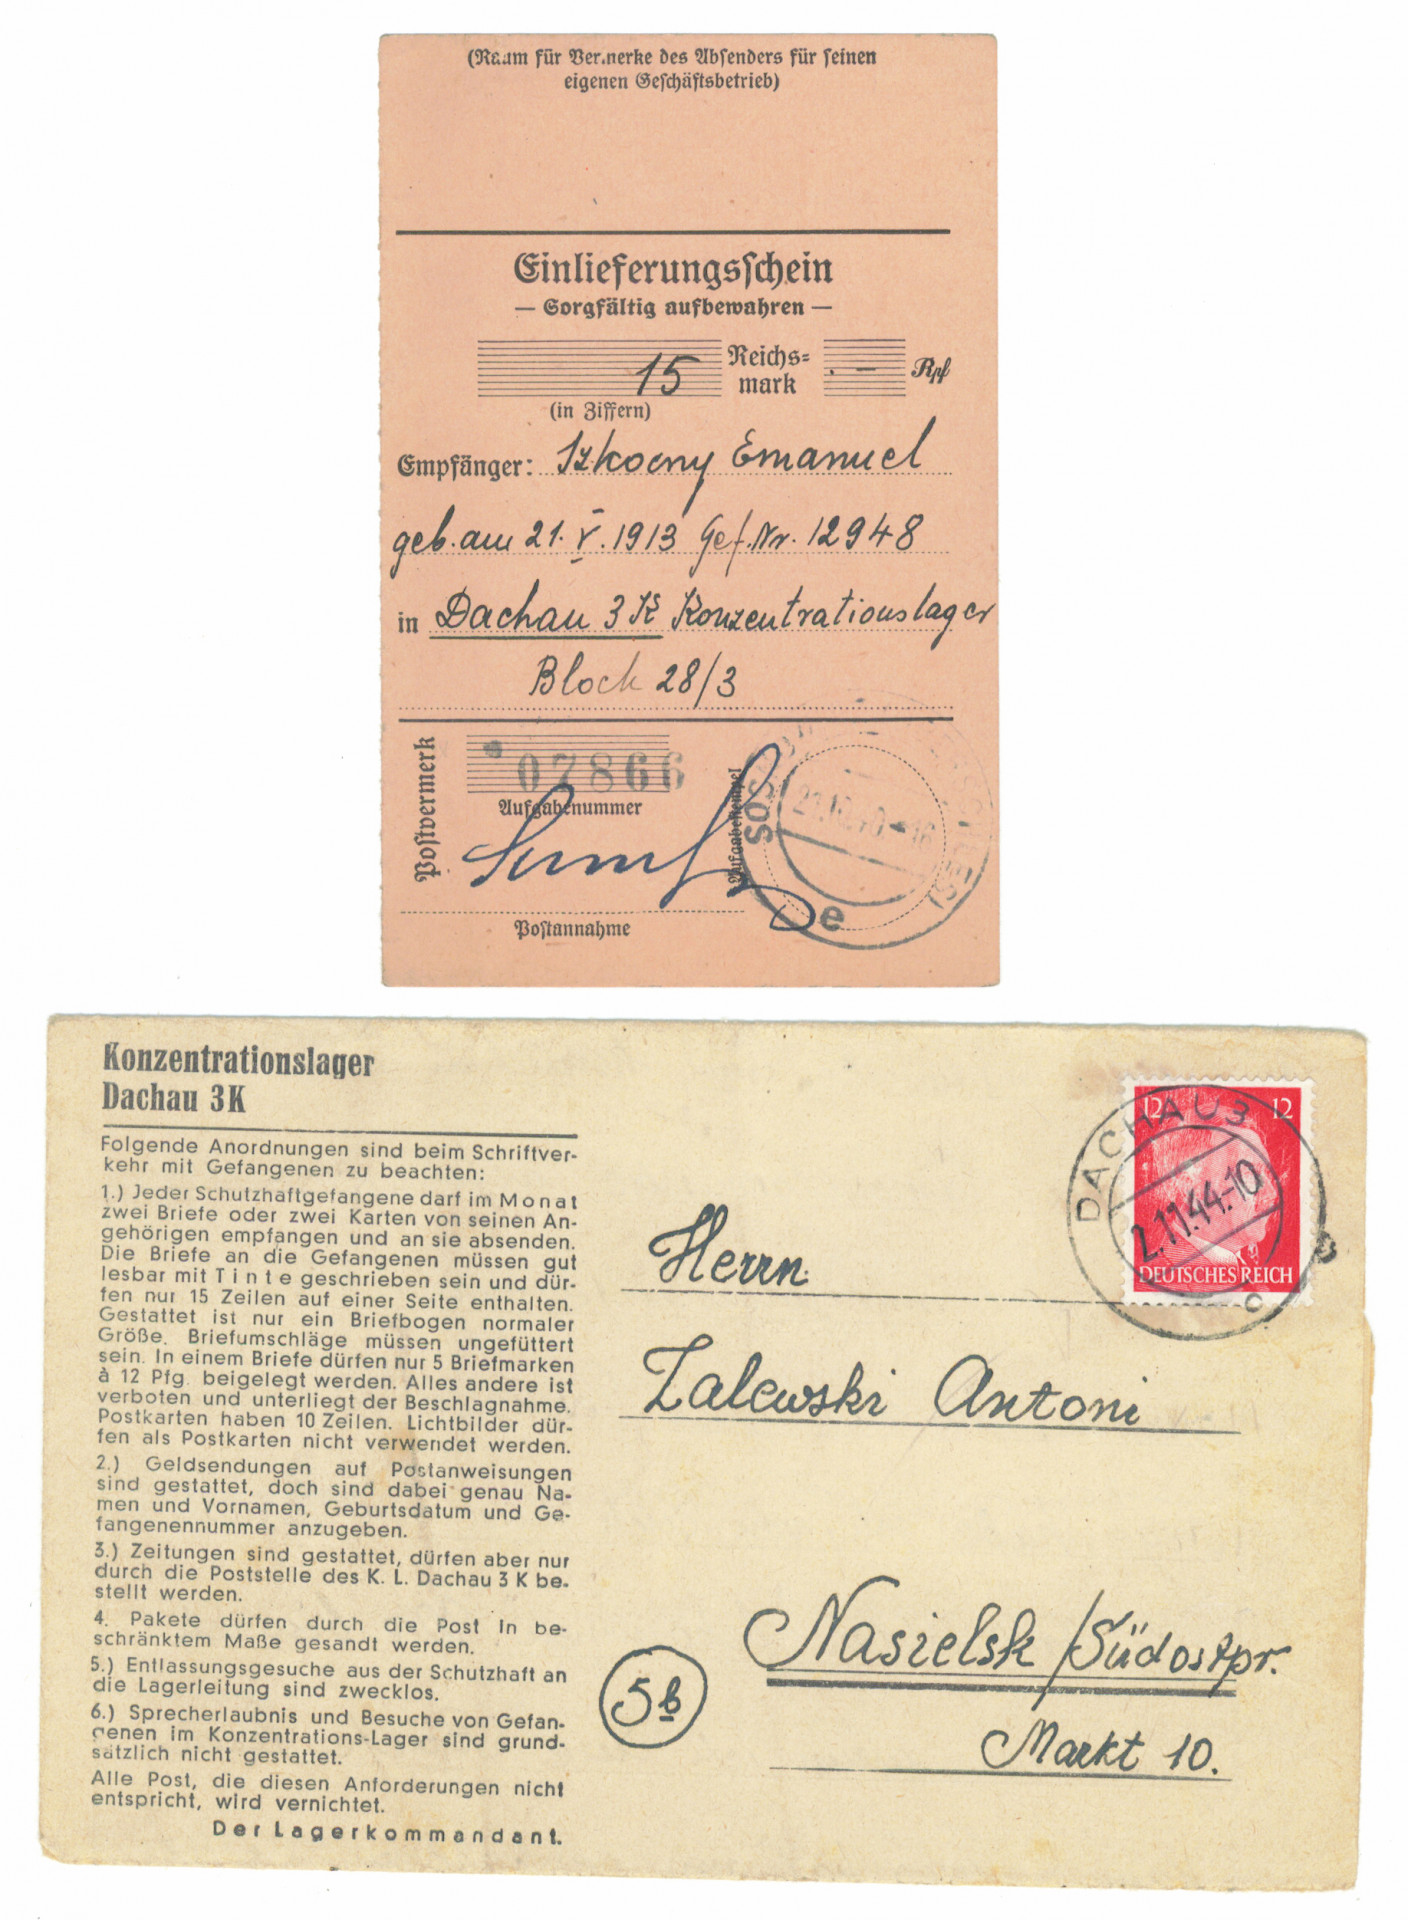 (Raum für Vermerke des Absenders für seinen
eigenen Geschäftsbetrieb)
Einlieferungsschein
— Sorgfältig aufbewahren —
15 Reichs-
mark . — Rpf
(in Ziffern)
Empfänger: Szkocny Emanuel
geb. am 21. V. 1913 Gef. Nr. 12948
in Dachau 3 K Konzentrationslager
Block 28/3
Postvermerk
07866
Aufgabenummer
Aufgabestempel
SOS
21.10.40 - 16
e
Postannahme
Konzentrationslager
Dachau 3K
Folgende Anordnungen sind beim Schriftver-
kehr mit Gefangenen zu beachten:
1.) Jeder Schutzhaftgefangene darf im Monat
zwei Briefe oder zwei Karten von seinen An-
gehörigen empfangen und an sie absenden.
Die Briefe an die Gefangenen müssen gut
lesbar mit Tinte geschrieben sein und dür-
fen nur 15 Zeilen auf einer Seite enthalten.
Gestattet ist nur ein Briefbogen normaler
Größe. Briefumschläge müssen ungefüttert
sein. In einem Briefe dürfen nur 5 Briefmarken
à 12 Pfg. beigelegt werden. Alles andere ist
verboten und unterliegt der Beschlagnahme.
Postkarten haben 10 Zeilen. Lichtbilder dür-
fen als Postkarten nicht verwendet werden.
2.) Geldsendungen auf Postanweisungen
sind gestattet, doch sind dabei genau Na-
men und Vornamen, Geburtsdatum und Ge-
fangenennummer anzugeben.
3.) Zeitungen sind gestattet, dürfen aber nur
durch die Poststelle des K. L. Dachau 3 K be-
stellt werden.
4. Pakete dürfen durch die Post in be-
schränktem Maße gesandt werden.
5.) Entlassungsgesuche aus der Schutzhaft an
die Lagerleitung sind zwecklos.
6.) Sprecherlaubnis und Besuche von Gefan-
genen im Konzentrations-Lager sind grund-
sätzlich nicht gestattet.
Alle Post, die diesen Anforderungen nicht
entspricht, wird vernichtet.
Der Lagerkommandant.
12 12
DEUTSCHES REICH
DACHAU 3
2.11.44.-10
c
Herrn
Zalewski Antoni
Nasielsk /Südostpr.
5b
Markt 10.